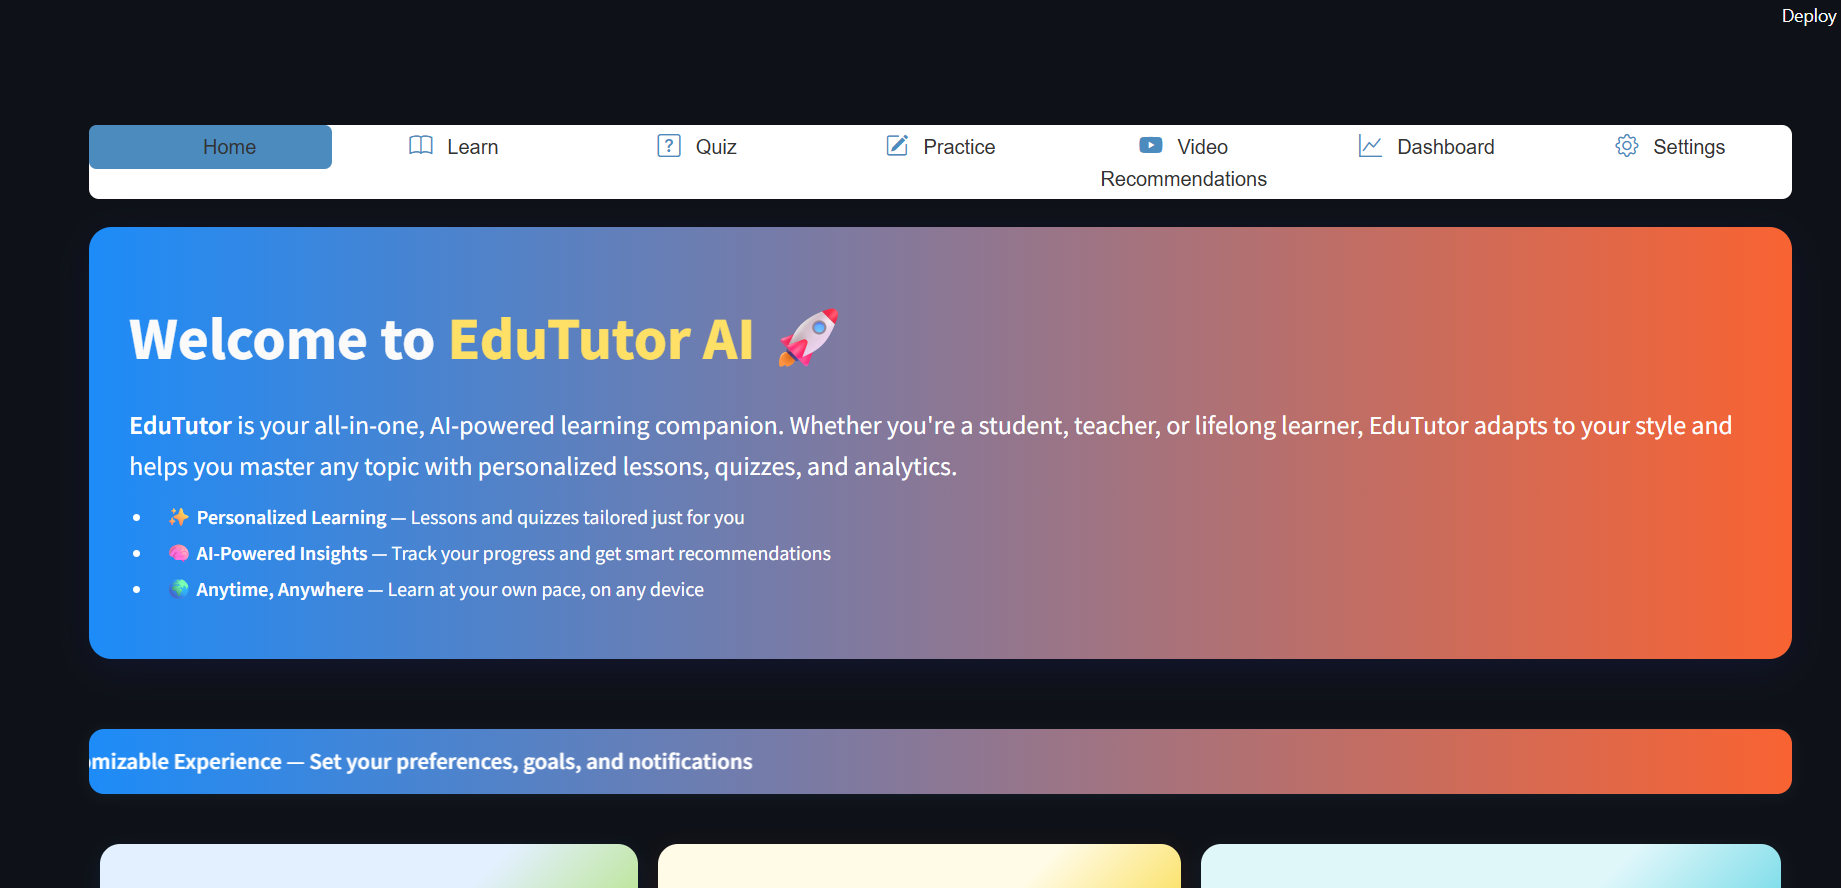 Deploy
Home
Learn
Quiz
Practice
Video
Recommendations
Dashboard
Settings
Welcome to EduTutor AI 🚀
EduTutor is your all-in-one, AI-powered learning companion. Whether you're a student, teacher, or lifelong learner, EduTutor adapts to your style and
helps you master any topic with personalized lessons, quizzes, and analytics.
• ✨ Personalized Learning — Lessons and quizzes tailored just for you
• 🧠 AI-Powered Insights — Track your progress and get smart recommendations
• 🌍 Anytime, Anywhere — Learn at your own pace, on any device
mizable Experience — Set your preferences, goals, and notifications